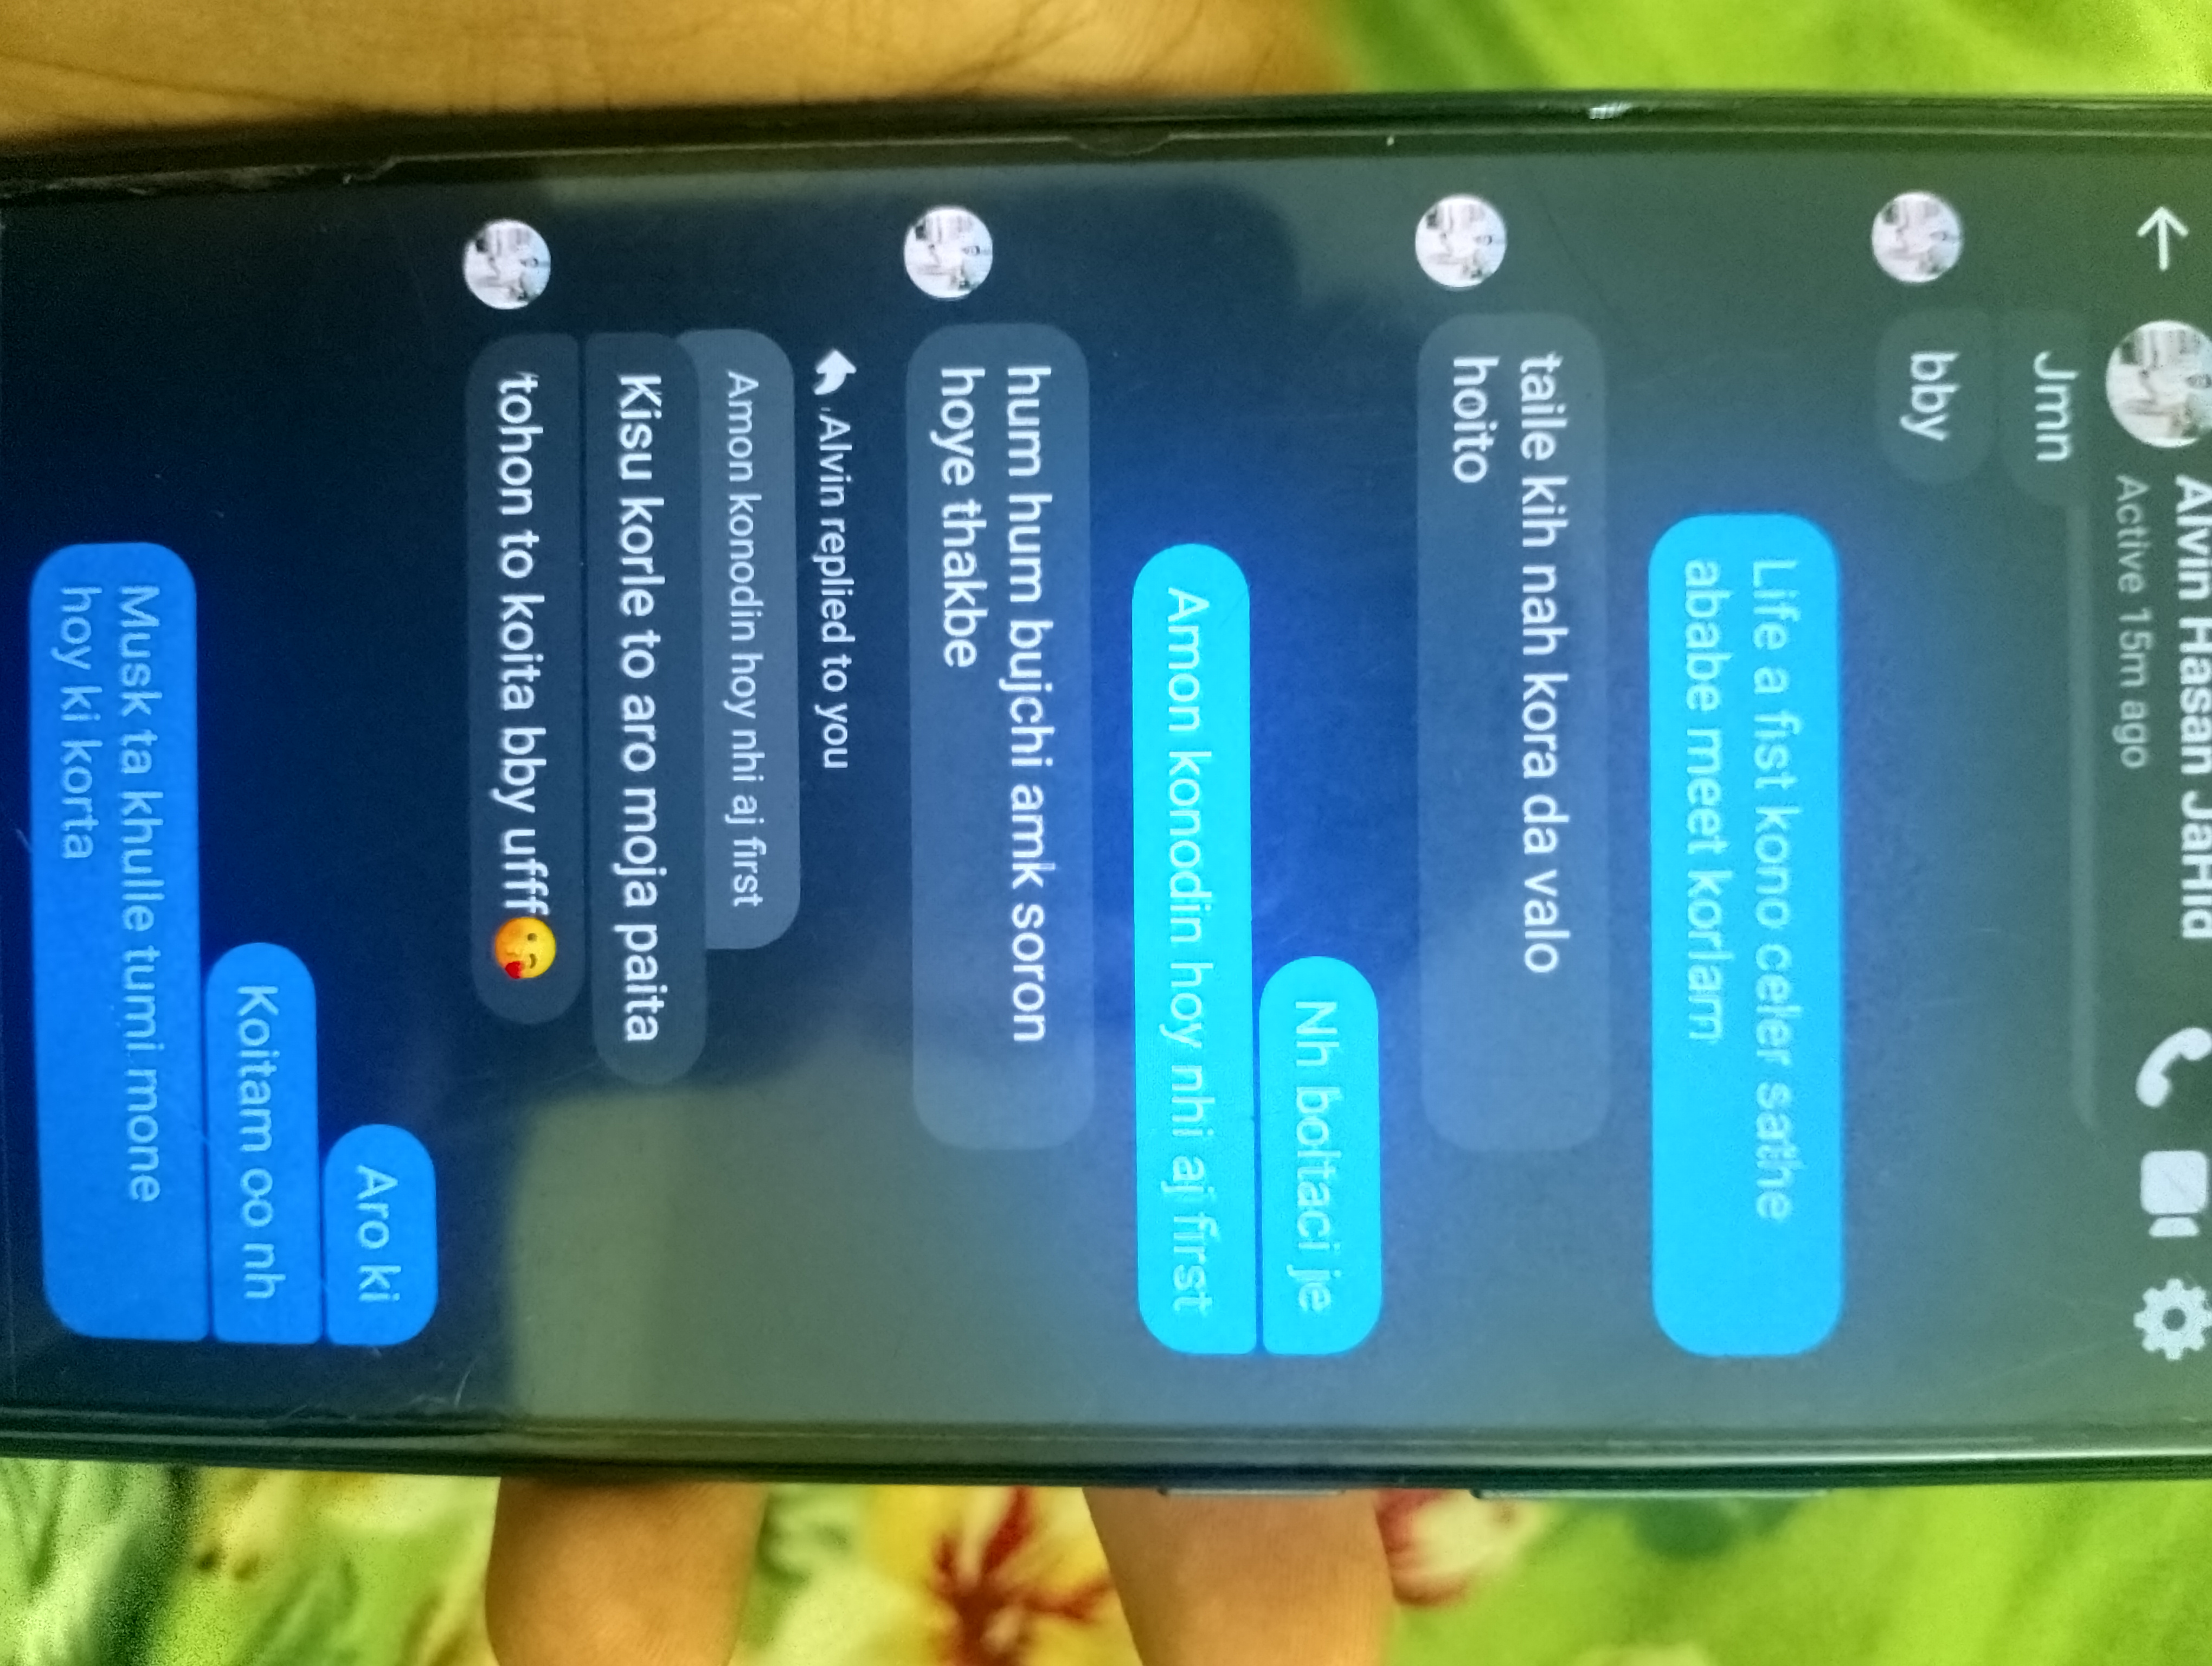 Alvin Hasan JaHid
Active 15m ago
Jmn
bby
Life a fist kono celer sathe
ababe meet korlam
taile kih nah kora da valo
hoito
Nh boltaci je
Amon konodin hoy nhi aj first
hum hum bujchi amk soron
hoye thakbe
Alvin replied to you
Amon konodin hoy nhi aj first
Kisu korle to aro moja paita
tohon to koita bby ufff😘
Aro ki
Koitam oo nh
Musk ta khulle tumi mone
hoy ki korta